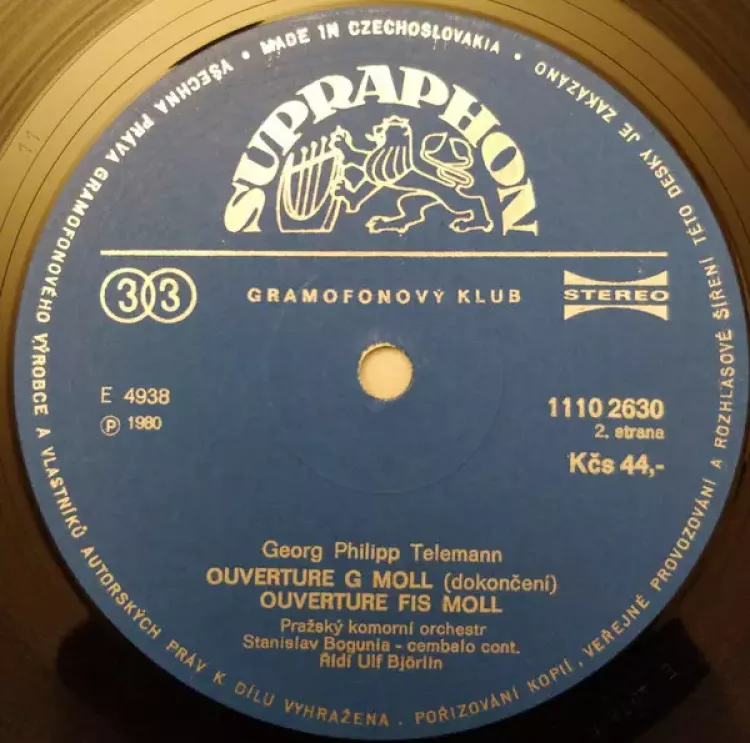 • MADE IN CZECHOSLOVAKIA •
VŠECHNA PRÁVA GRAMOFONOVÉHO VÝROBCE A VLASTNÍKŮ AUTORSKÝCH PRÁV K DÍLU VYHRAŽENA. POŘIZOVÁNÍ KOPIÍ, VEŘEJNÉ PROVOZOVÁNÍ A ROZHLASOVÉ ŠÍŘENÍ TÉTO DESKY JE ZAKÁZÁNO
SUPRAPHON
33
GRAMOFONOVÝ KLUB
STEREO
E 4938
Ⓟ 1980
1110 2630
2. strana
Kčs 44,-
Georg Philipp Telemann
OUVERTURE G MOLL (dokončení)
OUVERTURE FIS MOLL
Pražský komorní orchestr
Stanislav Bogunia - cembalo cont.
Řídí Ulf Björlin